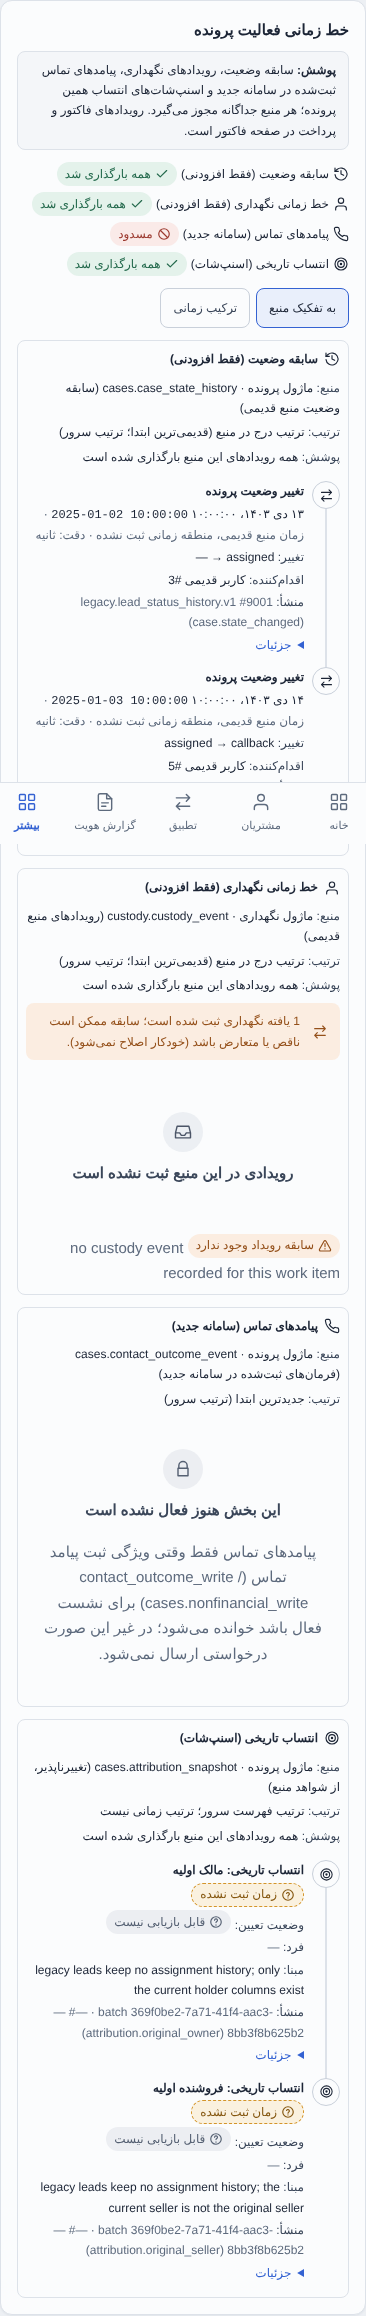 خط زمانی فعالیت پرونده
پوشش: سابقه وضعیت، رویدادهای نگهداری، پیامدهای تماس
ثبت‌شده در سامانه جدید و اسنپ‌شات‌های انتساب همین
پرونده؛ هر منبع جداگانه مجوز می‌گیرد. رویدادهای فاکتور و
پرداخت در صفحه فاکتور است.
سابقه وضعیت (فقط افزودنی) همه بارگذاری شد
خط زمانی نگهداری (فقط افزودنی) همه بارگذاری شد
پیامدهای تماس (سامانه جدید) مسدود
انتساب تاریخی (اسنپ‌شات) همه بارگذاری شد
به تفکیک منبع
ترکیب زمانی
سابقه وضعیت (فقط افزودنی)
منبع: ماژول پرونده · cases.case_state_history (سابقه
وضعیت منبع قدیمی)
ترتیب: ترتیب درج در منبع (قدیمی‌ترین ابتدا؛ ترتیب سرور)
پوشش: همه رویدادهای این منبع بارگذاری شده است
تغییر وضعیت پرونده
۱۳ دی ۱۴۰۳، ۱۰:۰۰:۰۰ 2025-01-02 10:00:00 ·
زمان منبع قدیمی، منطقه زمانی ثبت نشده · دقت: ثانیه
تغییر: — → assigned
اقدام‌کننده: کاربر قدیمی #3
منشأ: legacy.lead_status_history.v1 #9001
(case.state_changed)
جزئیات
تغییر وضعیت پرونده
۱۴ دی ۱۴۰۳، ۱۰:۰۰:۰۰ 2025-01-03 10:00:00 ·
زمان منبع قدیمی، منطقه زمانی ثبت نشده · دقت: ثانیه
تغییر: assigned → callback
اقدام‌کننده: کاربر قدیمی #5
خانه
مشتریان
تطبیق
گزارش هویت
بیشتر
خط زمانی نگهداری (فقط افزودنی)
منبع: ماژول نگهداری · custody.custody_event (رویدادهای منبع
قدیمی)
ترتیب: ترتیب درج در منبع (قدیمی‌ترین ابتدا؛ ترتیب سرور)
پوشش: همه رویدادهای این منبع بارگذاری شده است
1 یافته نگهداری ثبت شده است؛ سابقه ممکن است
ناقص یا متعارض باشد (خودکار اصلاح نمی‌شود).
رویدادی در این منبع ثبت نشده است
سابقه رویداد وجود ندارد no custody event
recorded for this work item
پیامدهای تماس (سامانه جدید)
منبع: ماژول پرونده · cases.contact_outcome_event
(فرمان‌های ثبت‌شده در سامانه جدید)
ترتیب: جدیدترین ابتدا (ترتیب سرور)
این بخش هنوز فعال نشده است
پیامدهای تماس فقط وقتی ویژگی ثبت پیامد
تماس (contact_outcome_write /
cases.nonfinancial_write) برای نشست
فعال باشد خوانده می‌شود؛ در غیر این صورت
درخواستی ارسال نمی‌شود.
انتساب تاریخی (اسنپ‌شات)
منبع: ماژول پرونده · cases.attribution_snapshot (تغییرناپذیر،
از شواهد منبع)
ترتیب: ترتیب فهرست سرور؛ ترتیب زمانی نیست
پوشش: همه رویدادهای این منبع بارگذاری شده است
انتساب تاریخی: مالک اولیه
زمان ثبت نشده
وضعیت تعیین: قابل بازیابی نیست
فرد: —
مبنا: legacy leads keep no assignment history; only
the current holder columns exist
منشأ: — #— · batch 369f0be2-7a71-41f4-aac3-
8bb3f8b625b2 (attribution.original_owner)
جزئیات
انتساب تاریخی: فروشنده اولیه
زمان ثبت نشده
وضعیت تعیین: قابل بازیابی نیست
فرد: —
مبنا: legacy leads keep no assignment history; the
current seller is not the original seller
منشأ: — #— · batch 369f0be2-7a71-41f4-aac3-
8bb3f8b625b2 (attribution.original_seller)
جزئیات